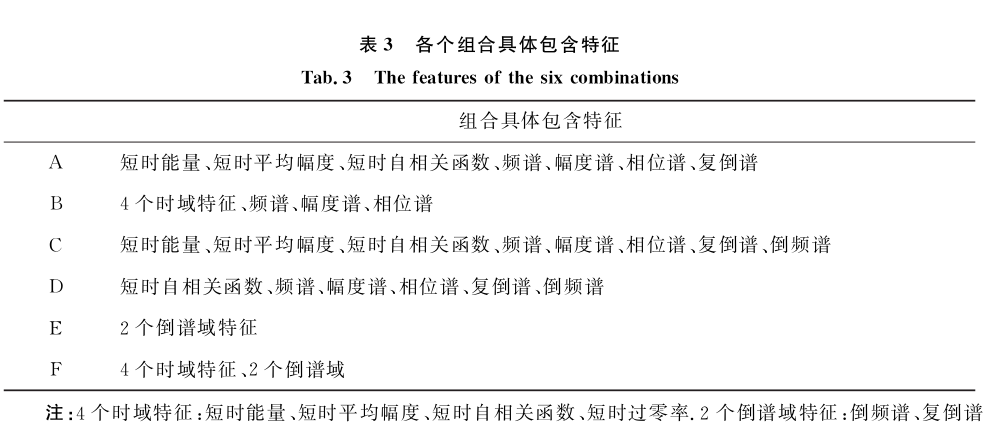 表 3 各个组合具体包含特征
Tab. 3 The features of the six combinations
组合具体包含特征
A 短时能量、短时平均幅度、短时自相关函数、频谱、幅度谱、相位谱、复倒谱
B 4 个时域特征、频谱、幅度谱、相位谱
C 短时能量、短时平均幅度、短时自相关函数、频谱、幅度谱、相位谱、复倒谱、倒频谱
D 短时自相关函数、频谱、幅度谱、相位谱、复倒谱、倒频谱
E 2 个倒谱域特征
F 4 个时域特征、2 个倒谱域
注:4 个时域特征:短时能量、短时平均幅度、短时自相关函数、短时过零率. 2 个倒谱域特征:倒频谱、复倒谱